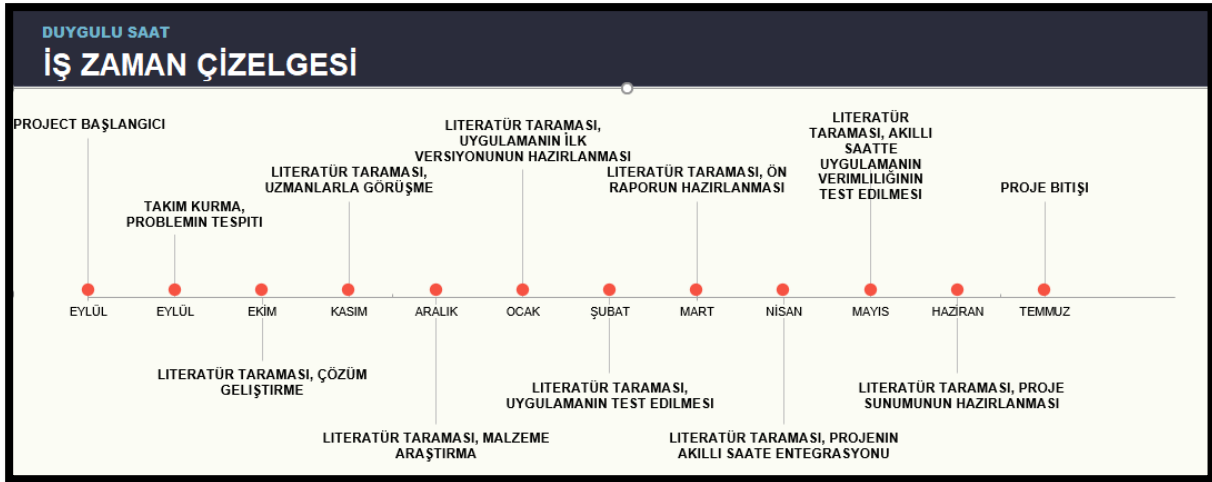 DUYGULU SAAT
İŞ ZAMAN ÇİZELGESİ
PROJECT BAŞLANGICI
TAKIM KURMA,
PROBLEMIN TESPITI
LITERATÜR TARAMASI,
UZMANLARLA GÖRÜŞME
LITERATÜR TARAMASI,
UYGULAMANIN İLK
VERSIYONUNUN HAZIRLANMASI
LITERATÜR TARAMASI, ÖN
RAPORUN HAZIRLANMASI
LITERATÜR
TARAMASI, AKILLI
SAATTE
UYGULAMANIN
VERIMLILIĞININ
TEST EDILMESI
PROJE BITIŞI
EYLÜL
EYLÜL
EKİM
KASIM
ARALIK
OCAK
ŞUBAT
MART
NİSAN
MAYIS
HAZİRAN
TEMMUZ
LITERATÜR TARAMASI, ÇÖZÜM
GELIŞTIRME
LITERATÜR TARAMASI, MALZEME
ARAŞTIRMA
LITERATÜR TARAMASI,
UYGULAMANIN TEST EDILMESI
LITERATÜR TARAMASI, PROJENIN
AKILLI SAATE ENTEGRASYONU
LITERATÜR TARAMASI, PROJE
SUNUMUNUN HAZIRLANMASI